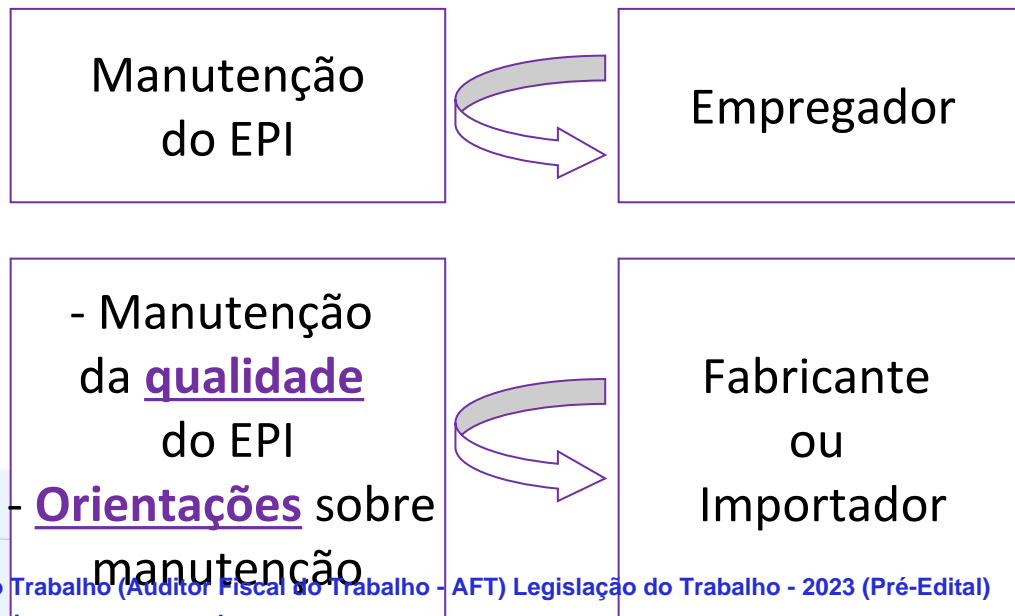 Manutenção
do EPI
Empregador
- Manutenção
da qualidade
do EPI
- Orientações sobre
manutenção
Fabricante
ou
Importador
Trabalho (Auditor Fiscal do Trabalho - AFT) Legislação do Trabalho - 2023 (Pré-Edital)